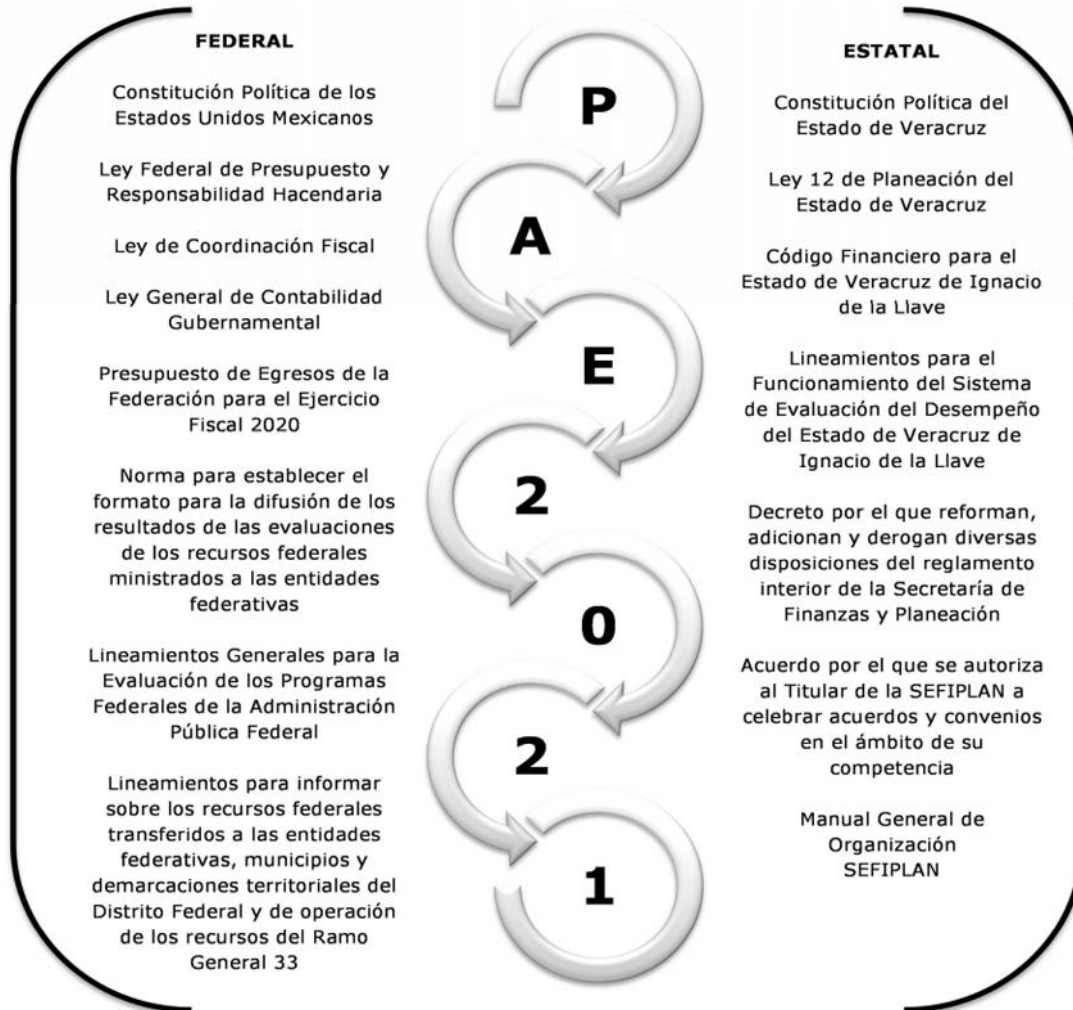 FEDERAL
Constitución Política de los
Estados Unidos Mexicanos
Ley Federal de Presupuesto y
Responsabilidad Hacendaria
Ley de Coordinación Fiscal
Ley General de Contabilidad
Gubernamental
Presupuesto de Egresos de la
Federación para el Ejercicio
Fiscal 2020
Norma para establecer el
formato para la difusión de los
resultados de las evaluaciones
de los recursos federales
ministrados a las entidades
federativas
Lineamientos Generales para la
Evaluación de los Programas
Federales de la Administración
Pública Federal
Lineamientos para informar
sobre los recursos federales
transferidos a las entidades
federativas, municipios y
demarcaciones territoriales del
Distrito Federal y de operación
de los recursos del Ramo
General 33
P
A
E
2
0
2
1
ESTATAL
Constitución Política del
Estado de Veracruz
Ley 12 de Planeación del
Estado de Veracruz
Código Financiero para el
Estado de Veracruz de Ignacio
de la Llave
Lineamientos para el
Funcionamiento del Sistema
de Evaluación del Desempeño
del Estado de Veracruz de
Ignacio de la Llave
Decreto por el que reforman,
adicionan y derogan diversas
disposiciones del reglamento
interior de la Secretaría de
Finanzas y Planeación
Acuerdo por el que se autoriza
al Titular de la SEFIPLAN a
celebrar acuerdos y convenios
en el ámbito de su
competencia
Manual General de
Organización
SEFIPLAN